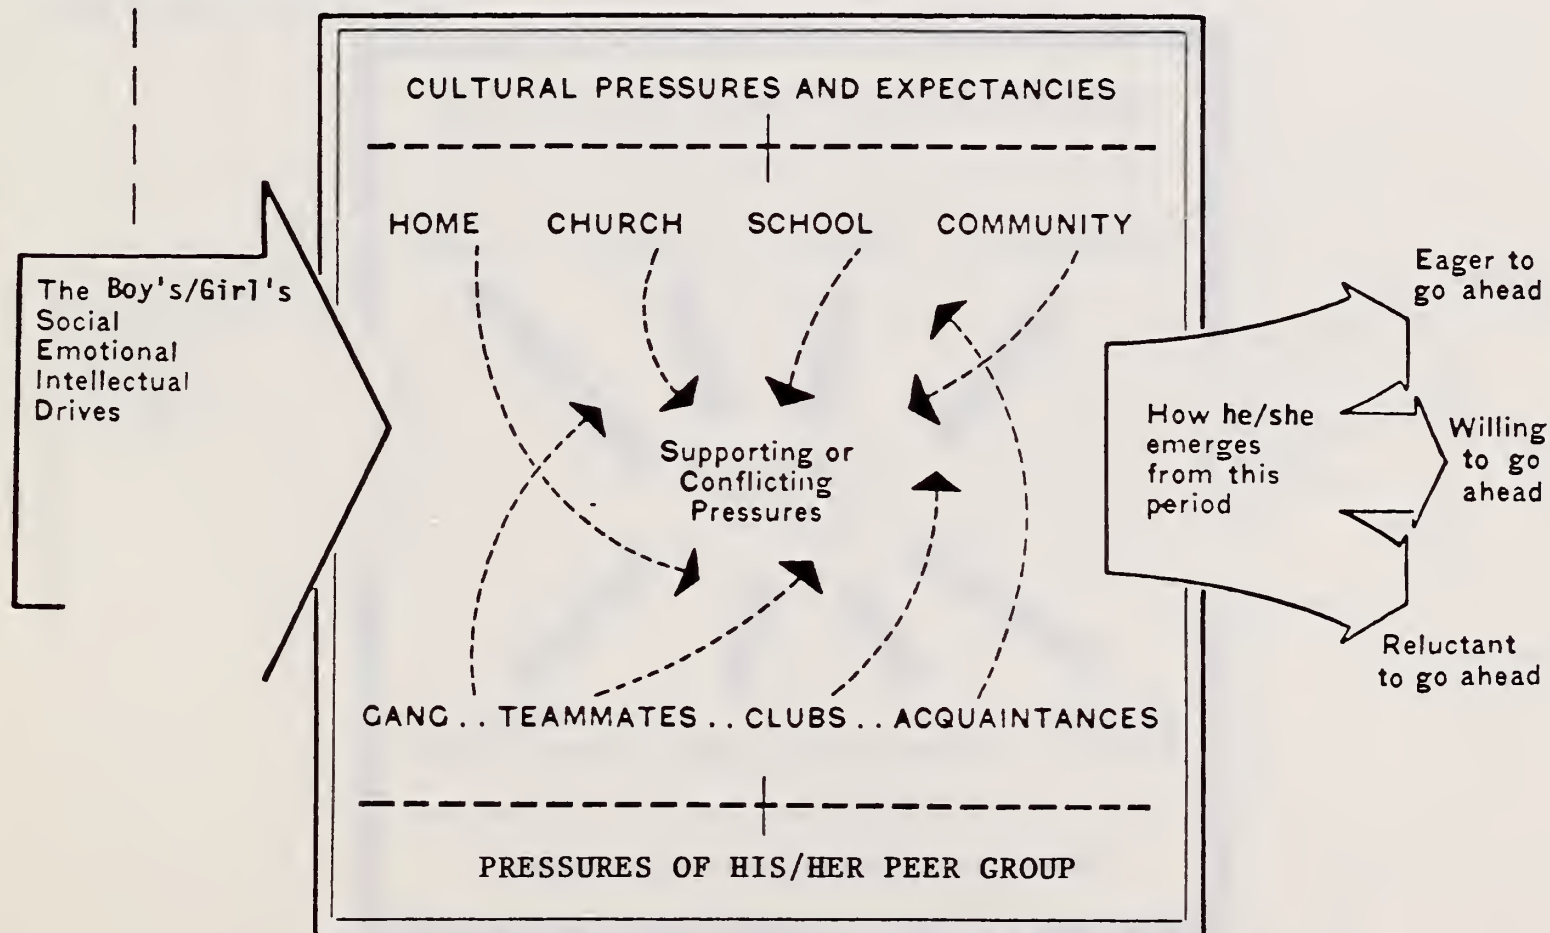 CULTURAL PRESSURES AND EXPECTANCIES
HOME CHURCH SCHOOL COMMUNITY
The Boy's/Girl's
Social
Emotional
Intellectual
Drives
Supporting or
Conflicting
Pressures
How he/she
emerges
from this
period
Eager to
go ahead
Willing
to go
ahead
Reluctant
to go ahead
GANG .. TEAMMATES .. CLUBS .. ACQUAINTANCES
PRESSURES OF HIS/HER PEER GROUP